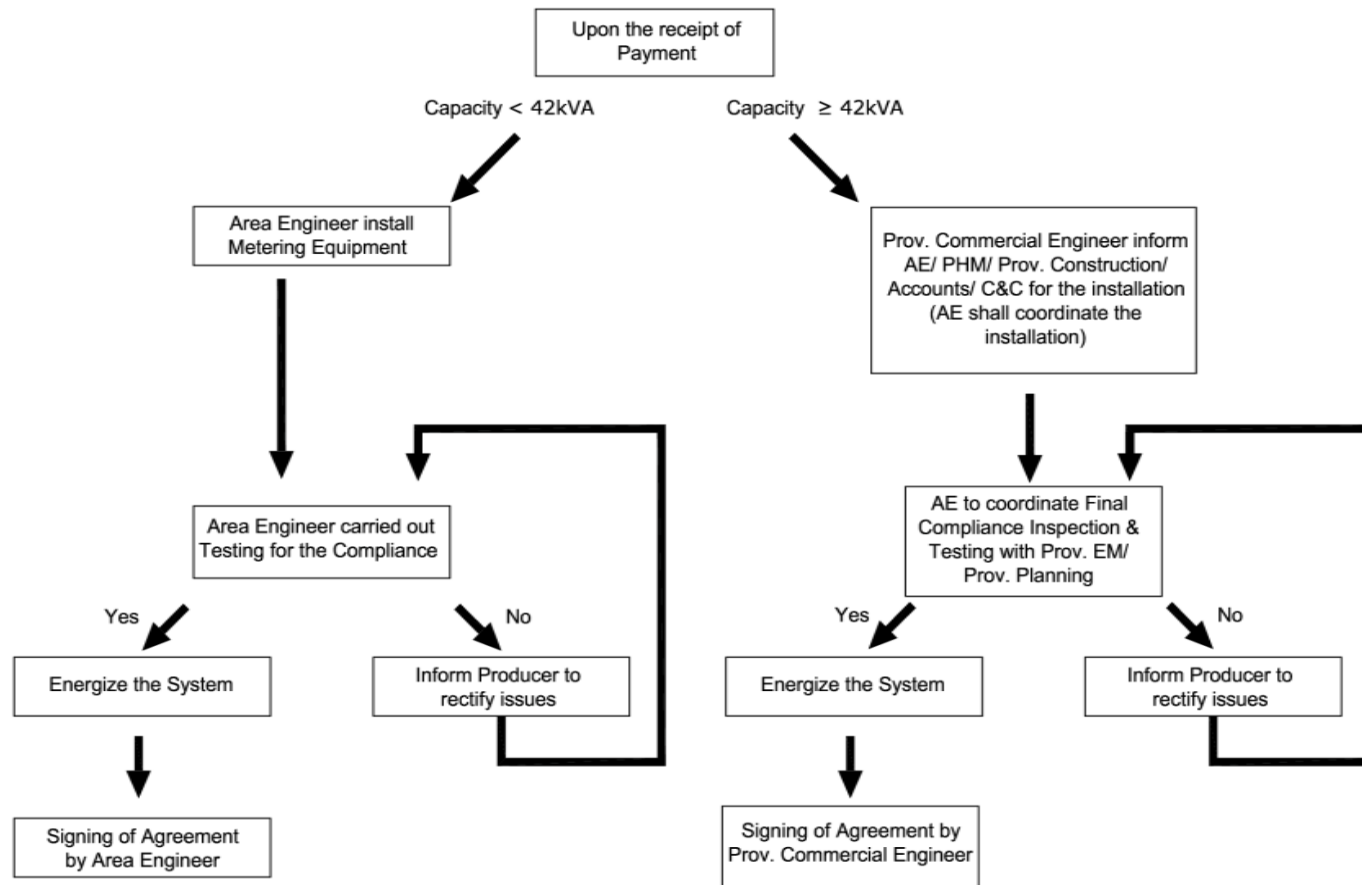 Upon the receipt of
Payment
Capacity < 42kVA
Capacity ≥ 42kVA
Area Engineer install
Metering Equipment
Prov. Commercial Engineer inform
AE/ PHM/ Prov. Construction/
Accounts/ C&C for the installation
(AE shall coordinate the
installation)
Area Engineer carried out
Testing for the Compliance
AE to coordinate Final
Compliance Inspection &
Testing with Prov. EM/
Prov. Planning
Yes
No
Yes
No
Energize the System
Inform Producer to
rectify issues
Energize the System
Inform Producer to
rectify issues
Signing of Agreement
by Area Engineer
Signing of Agreement by
Prov. Commercial Engineer